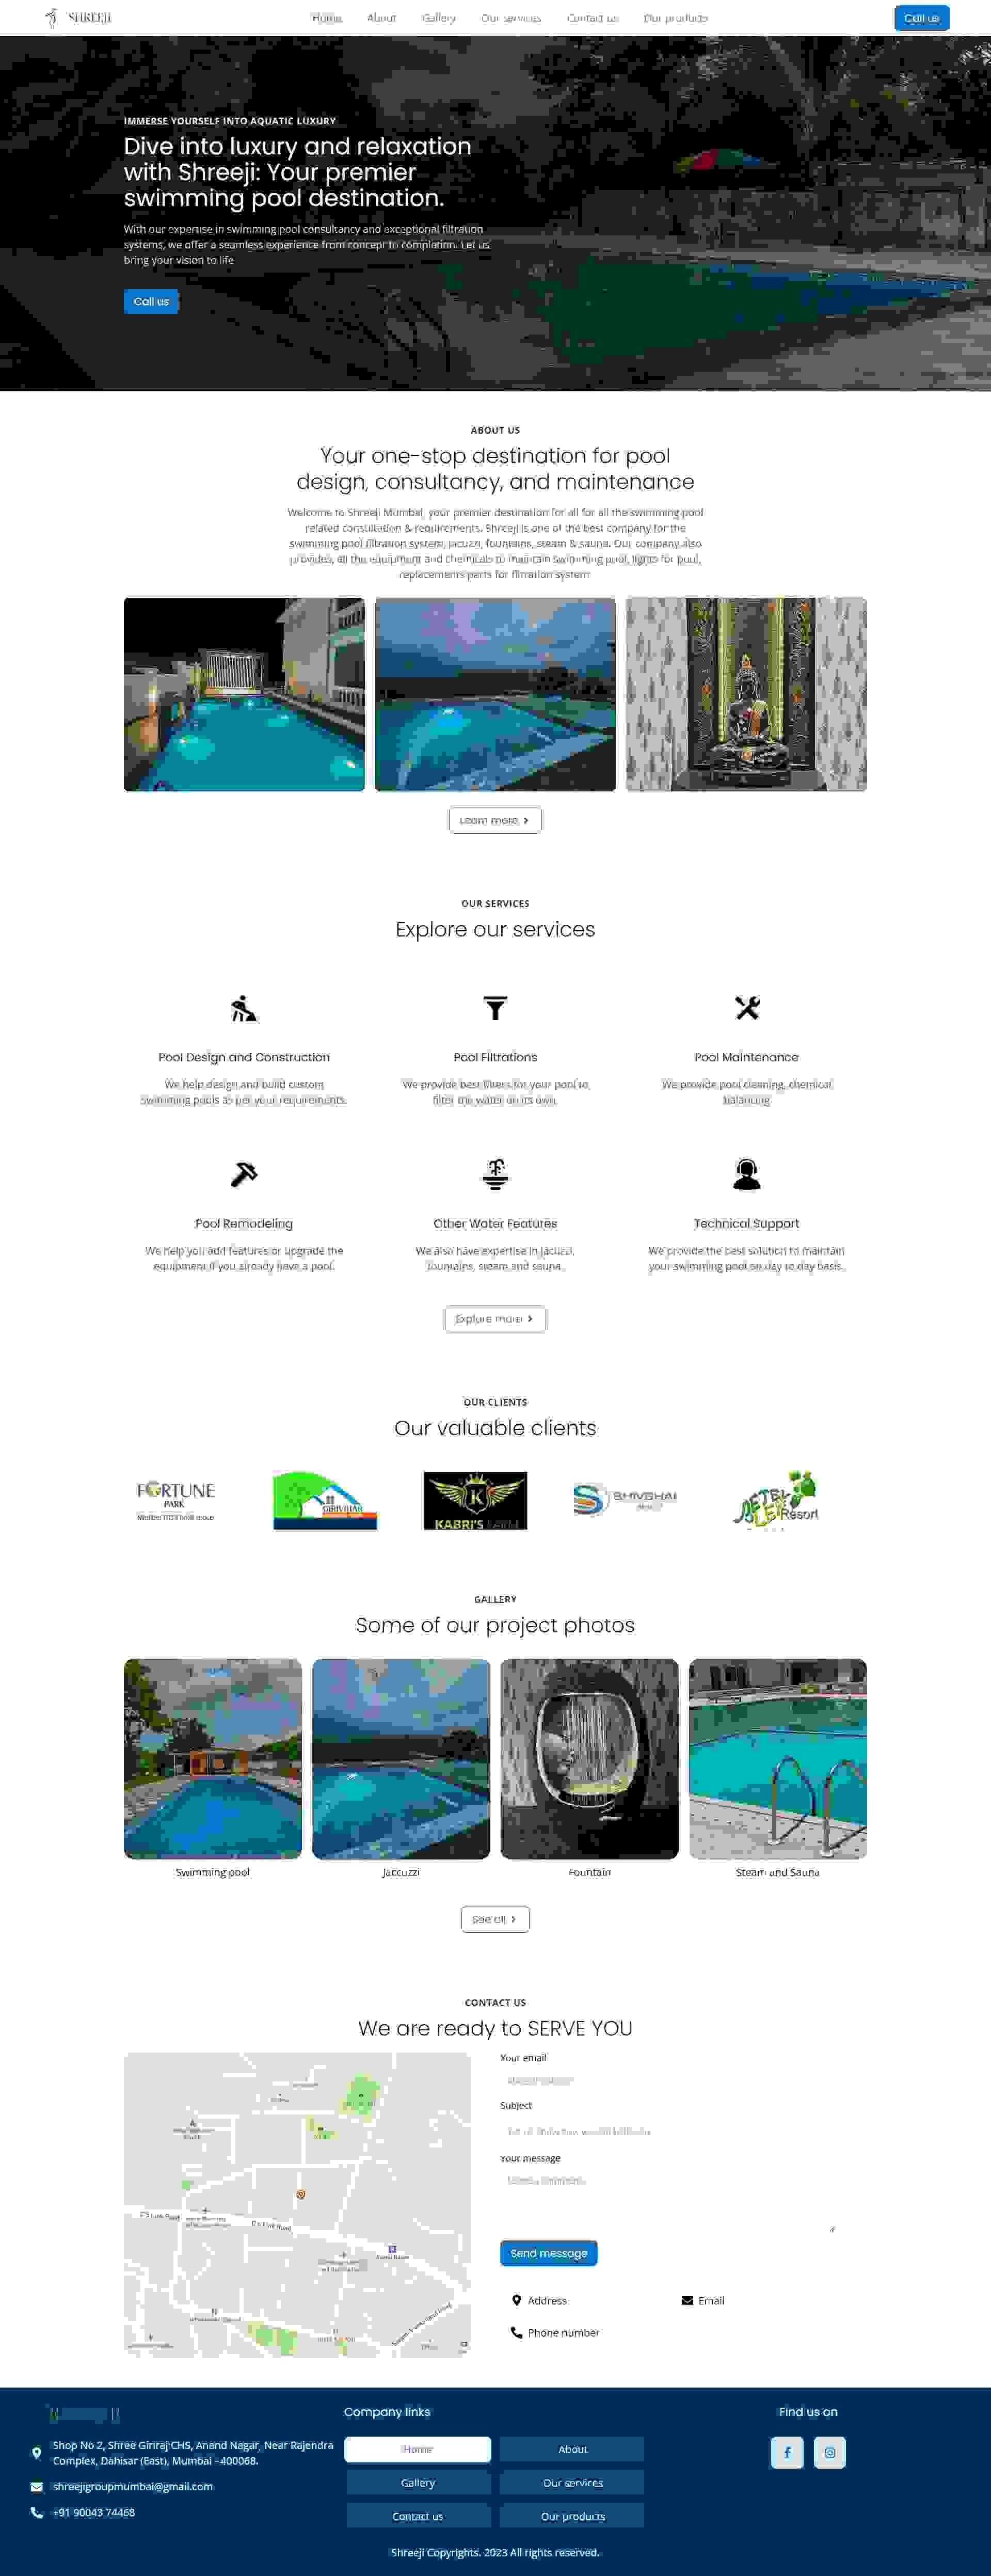 SHREEJI
Home About Gallery Our services Contact us Our products
Call us
IMMERSE YOURSELF INTO AQUATIC LUXURY
Dive into luxury and relaxation
with Shreeji: Your premier
swimming pool destination.
With our expertise in swimming pool consultancy and exceptional filtration
systems, we offer a seamless experience from concept to completion. Let us
bring your vision to life
Call us
ABOUT US
Your one-stop destination for pool
design, consultancy, and maintenance
Welcome to Shreeji Mumbai, your premier destination for all for all the swimming pool
related consultation & requirements. Shreeji is one of the best company for the
swimming pool filtration system, jacuzzi, fountains, steam & sauna. Our company also
provides, all the equipment and chemicals to maintain swimming pool, lights for pool,
replacements parts for filtration system
Learn more
OUR SERVICES
Explore our services
Pool Design and Construction
We help design and build custom
swimming pools as per your requirements.
Pool Filtrations
We provide best filters for your pool to
filter the water on its own.
Pool Maintenance
We provide pool cleaning, chemical
balancing
Pool Remodeling
We help you add features or upgrade the
equipment if you already have a pool.
Other Water Features
We also have expertise in jacuzzi,
fountains, steam and sauna.
Technical Support
We provide the best solution to maintain
your swimming pool on day to day basis.
Explore more
OUR CLIENTS
Our valuable clients
FORTUNE
PARK
GIRIVIHAR
K
KABRI'S
Resort
GALLERY
Some of our project photos
Swimming pool
Jaccuzzi
Fountain
Steam and Sauna
See all
CONTACT US
We are ready to SERVE YOU
Your email
Subject
Your message
Send message
Address
Email
Phone number
Shop No 2, Shree Giriraj CHS, Anand Nagar, Near Rajendra
Complex, Dahisar (East), Mumbai - 400068.
shreejigroupmumbai@gmail.com
+91 90043 74468
Company links
Home
About
Gallery
Our services
Contact us
Our products
Find us on
Shreeji Copyrights. 2023 All rights reserved.